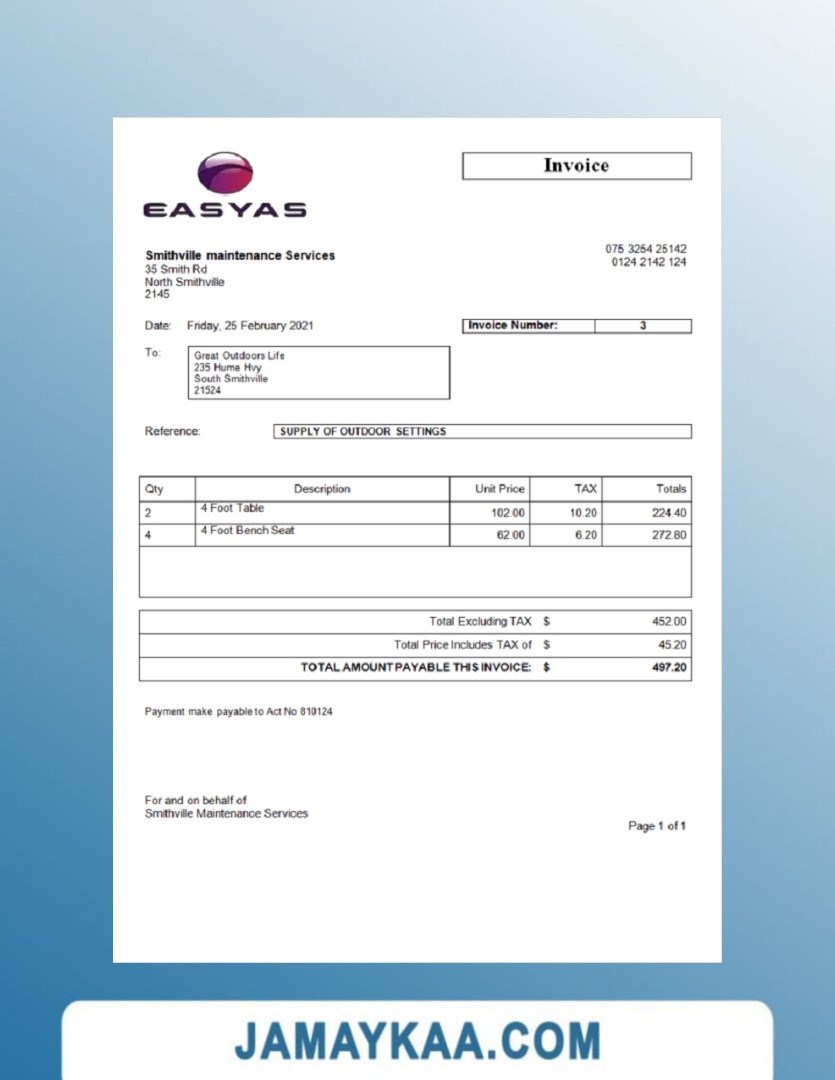 EASYAS
Invoice
Smithville maintenance Services
35 Smith Rd
North Smithville
2145
075 3254 25142
0124 2142 124
Date: Friday, 25 February 2021
Invoice Number: 3
To:
Great Outdoors Life
235 Hume Hvy
South Smithville
21524
Reference: SUPPLY OF OUTDOOR SETTINGS
Qty Description Unit Price TAX Totals
2 4 Foot Table 102.00 10.20 224.40
4 4 Foot Bench Seat 62.00 6.20 272.80
Total Excluding TAX $ 452.00
Total Price Includes TAX of $ 45.20
TOTAL AMOUNT PAYABLE THIS INVOICE: $ 497.20
Payment make payable to Act No 810124
For and on behalf of
Smithville Maintenance Services
Page 1 of 1
JAMAYKAA.COM